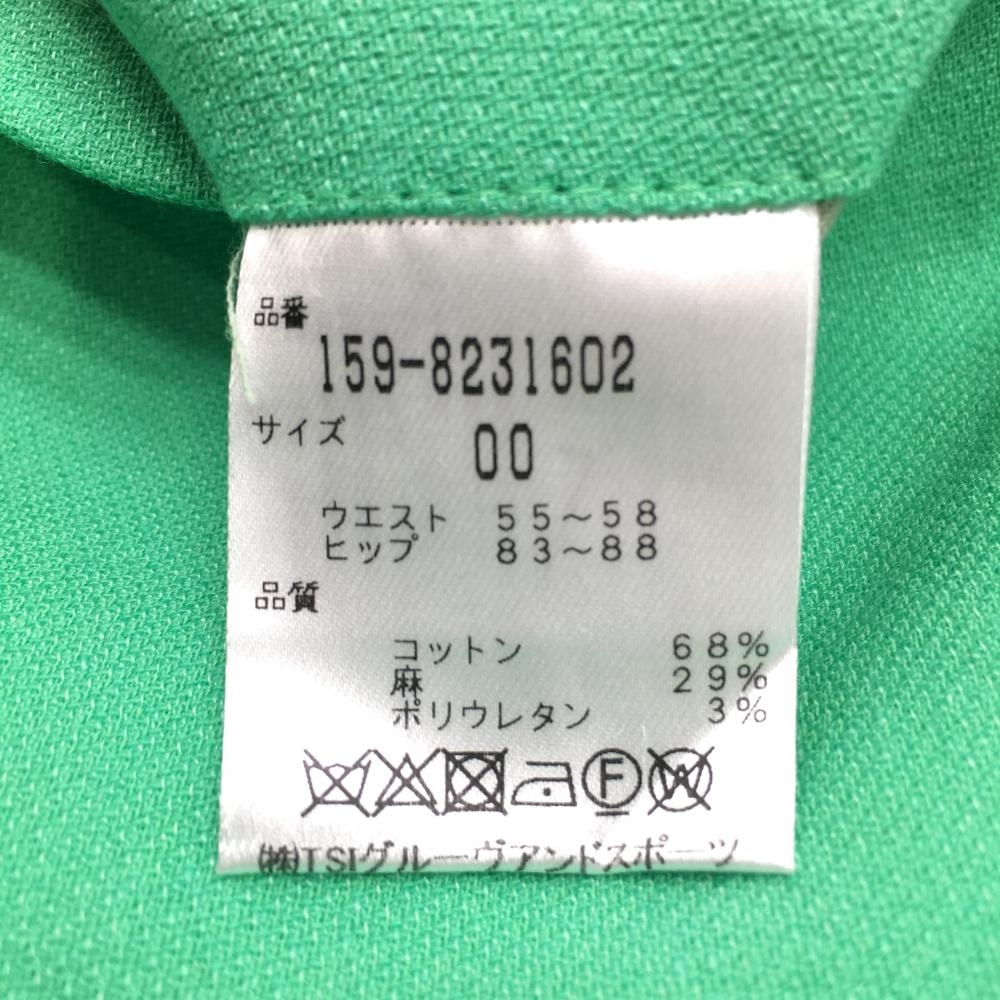 品番
159-8231602
サイズ
00
ウエスト 55～58
ヒップ 83～88
品質
コットン 68%
麻 29%
ポリウレタン 3%
F W
㈱TSIグルーヴアンドスポーツ